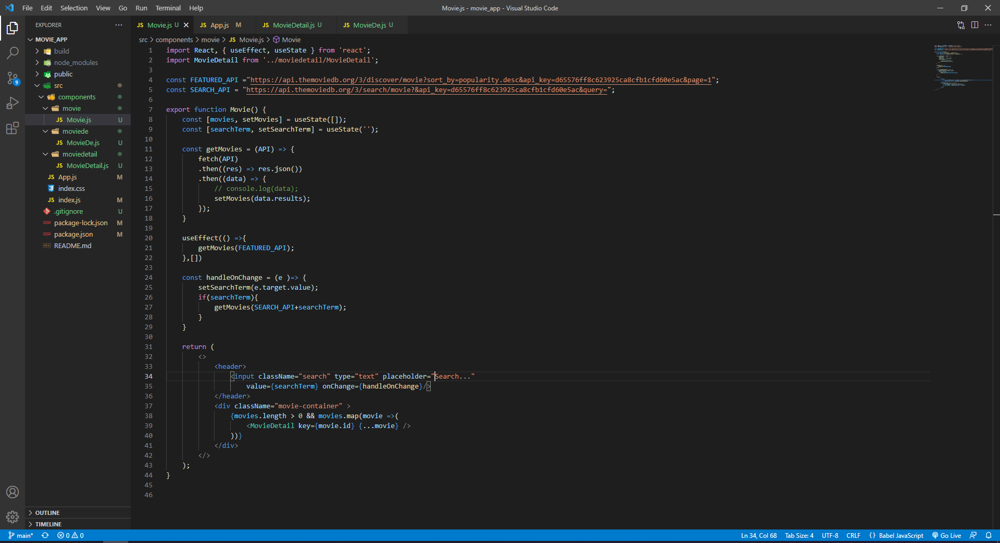 File Edit Selection View Go Run Terminal Help
Movie.js - movie_app - Visual Studio Code
EXPLORER
MOVIE_APP
build
node_modules
public
src
components
movie
JS Movie.js U
moviede
JS MovieDe.js U
moviedetail
JS MovieDetail.js U
JS App.js M
index.css
JS index.js M
.gitignore U
package-lock.json M
package.json M
README.md
OUTLINE
TIMELINE
9
JS Movie.js U JS App.js M JS MovieDetail.js U JS MovieDe.js U
src > components > movie > JS Movie.js > Movie
1 import React, { useEffect, useState } from 'react';
2 import MovieDetail from '../moviedetail/MovieDetail';
3
4 const FEATURED_API ="https://api.themoviedb.org/3/discover/movie?sort_by=popularity.desc&api_key=d65576ff8c623925ca8cfb1cfd60e5ac&page=1";
5 const SEARCH_API = "https://api.themoviedb.org/3/search/movie?&api_key=d65576ff8c623925ca8cfb1cfd60e5ac&query=";
6
7 export function Movie() {
8 const [movies, setMovies] = useState([]);
9 const [searchTerm, setSearchTerm] = useState('');
10
11 const getMovies = (API) => {
12 fetch(API)
13 .then((res) => res.json())
14 .then((data) => {
15 // console.log(data);
16 setMovies(data.results);
17 });
18 }
19
20 useEffect(() =>{
21 getMovies(FEATURED_API);
22 },[])
23
24 const handleOnChange = (e )=> {
25 setSearchTerm(e.target.value);
26 if(searchTerm){
27 getMovies(SEARCH_API+searchTerm);
28 }
29 }
30
31 return (
32 <>
33 <header>
34 <input className="search" type="text" placeholder="Search..."
35 value={searchTerm} onChange={handleOnChange}/>
36 </header>
37 <div className="movie-container" >
38 {movies.length > 0 && movies.map(movie =>(
39 <MovieDetail key={movie.id} {...movie} />
40 ))}
41 </div>
42 </>
43 );
44 }
45
46
main* 0 0 Ln 34, Col 68 Tab Size: 4 UTF-8 CRLF {} Babel JavaScript Go Live